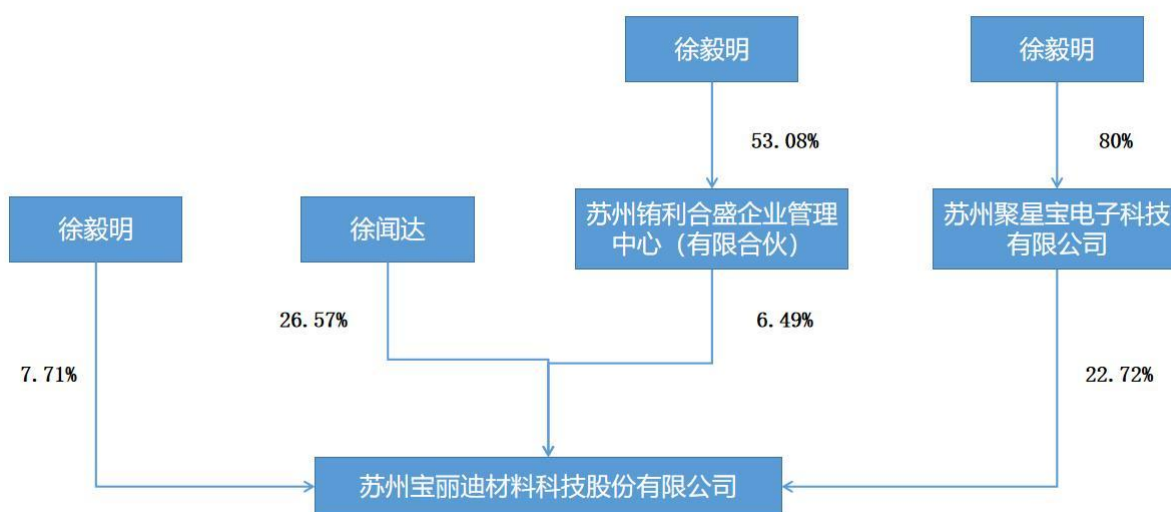 徐毅明
徐毅明
53.08%
80%
徐毅明
徐闻达
苏州铕利合盛企业管理
中心（有限合伙）
苏州聚星宝电子科技
有限公司
26.57%
6.49%
7.71%
22.72%
苏州宝丽迪材料科技股份有限公司